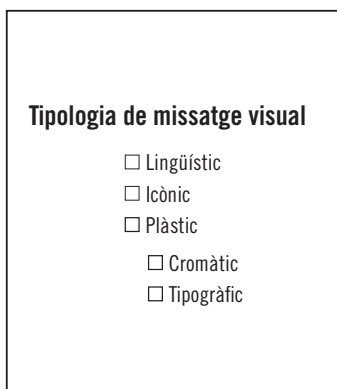 Tipologia de missatge visual
☐ Lingüístic
☐ Icònic
☐ Plàstic
☐ Cromàtic
☐ Tipogràfic